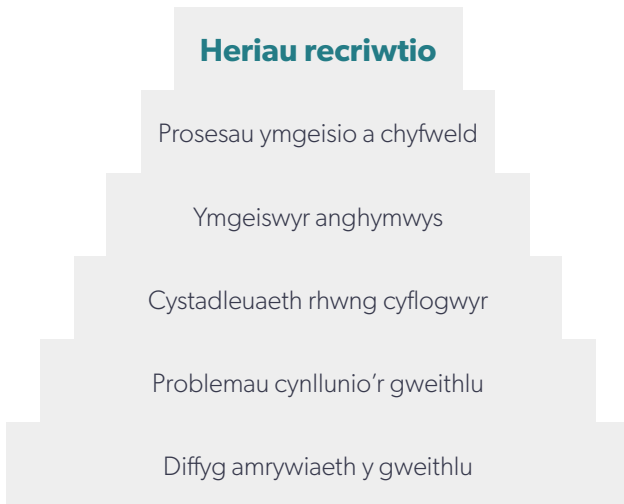 Heriau recriwtio
Prosesau ymgeisio a chyfweld
Ymgeiswyr anghymwys
Cystadleuaeth rhwng cyflogwyr
Problemau cynllunio’r gweithlu
Diffyg amrywiaeth y gweithlu